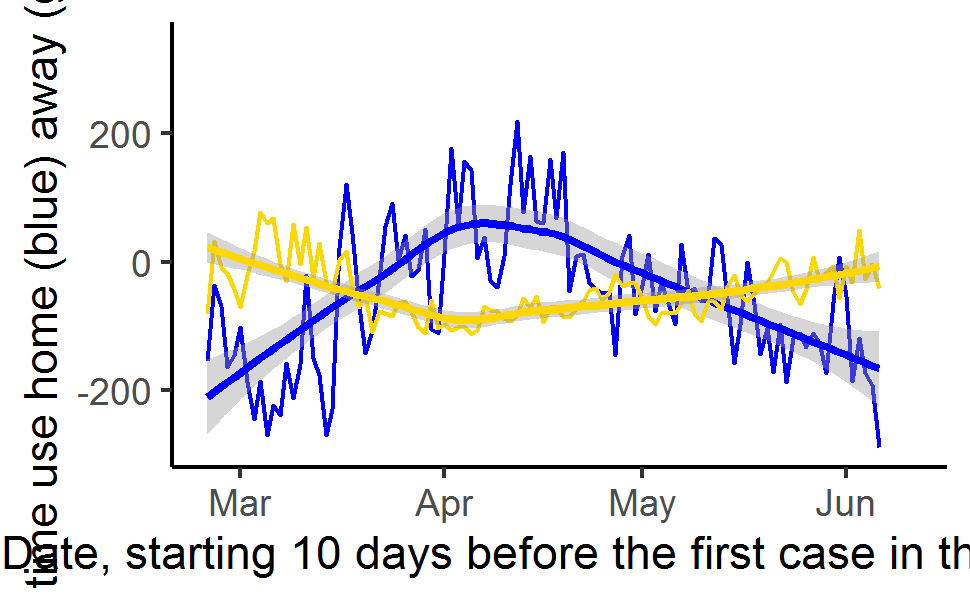 time use home (blue) away (
200
0
-200
Mar Apr May Jun
Date, starting 10 days before the first case in th